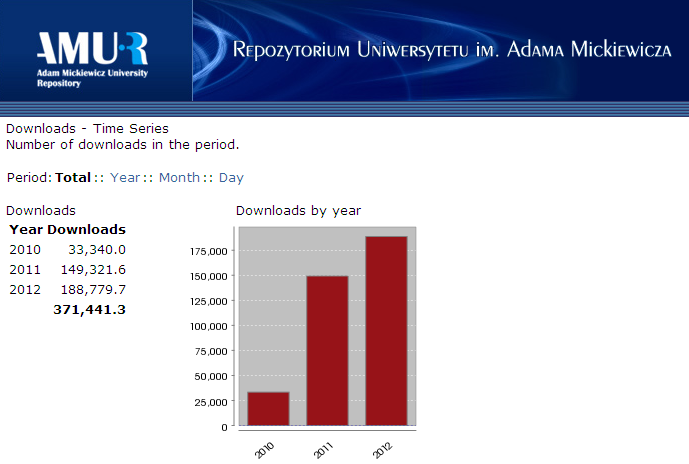 AMUR
Adam Mickiewicz University
Repository
Repozytorium Uniwersytetu im. Adama Mickiewicza
Downloads - Time Series
Number of downloads in the period.
Period: Total :: Year :: Month :: Day
Downloads
Year Downloads
2010 33,340.0
2011 149,321.6
2012 188,779.7
371,441.3
Downloads by year
175,000
150,000
125,000
100,000
75,000
50,000
25,000
0
2010 2011 2012